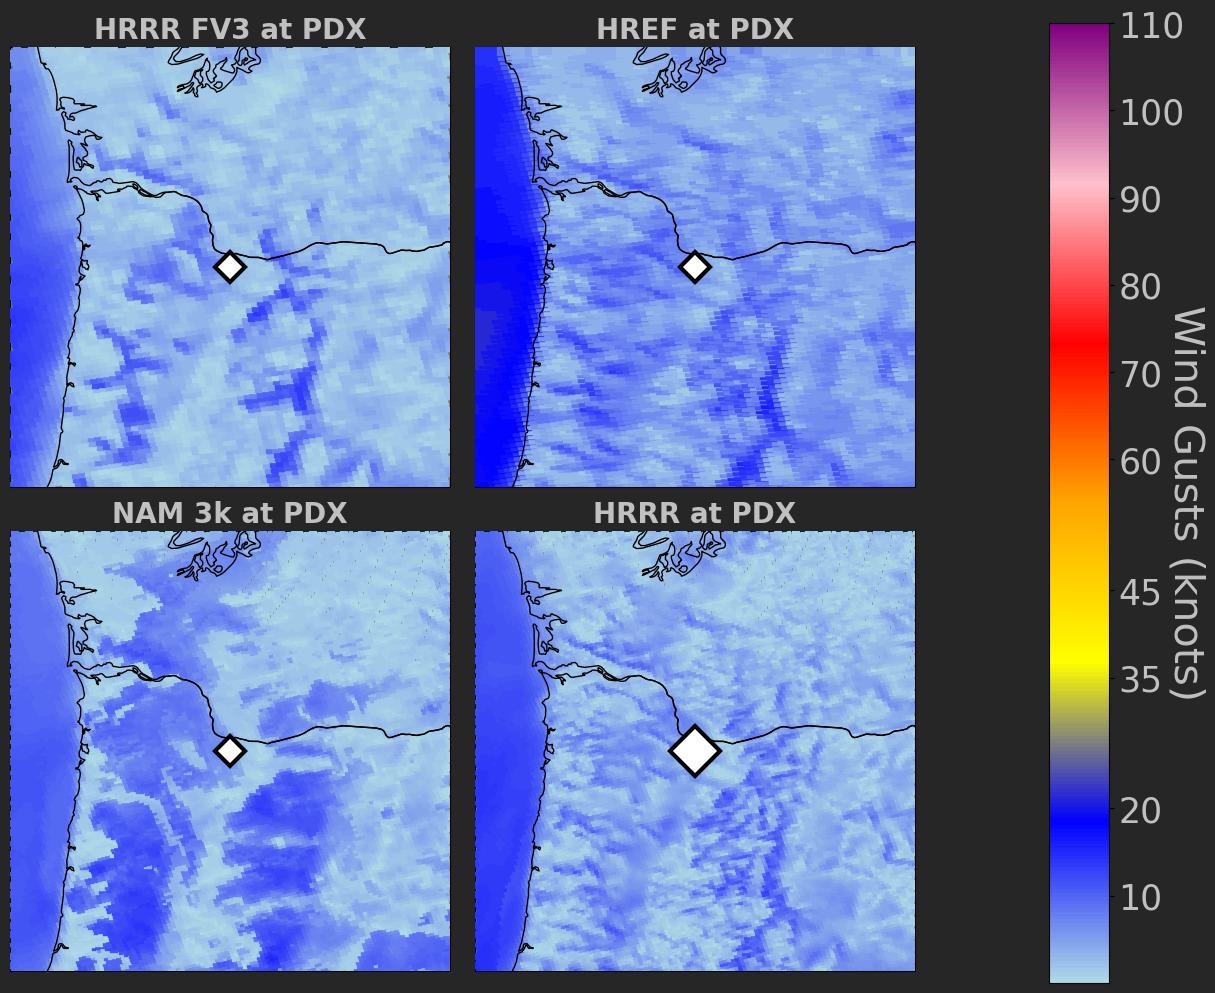 HRRR FV3 at PDX
HREF at PDX
NAM 3k at PDX
HRRR at PDX
110
100
90
80
70
60
45
35
20
10
Wind Gusts (knots)